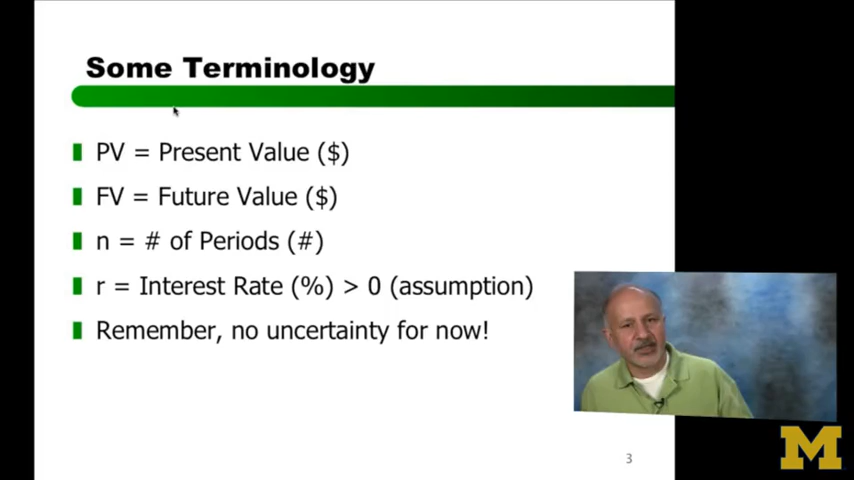 Some Terminology
PV = Present Value ($)
FV = Future Value ($)
n = # of Periods (#)
r = Interest Rate (%) > 0 (assumption)
Remember, no uncertainty for now!
3
M